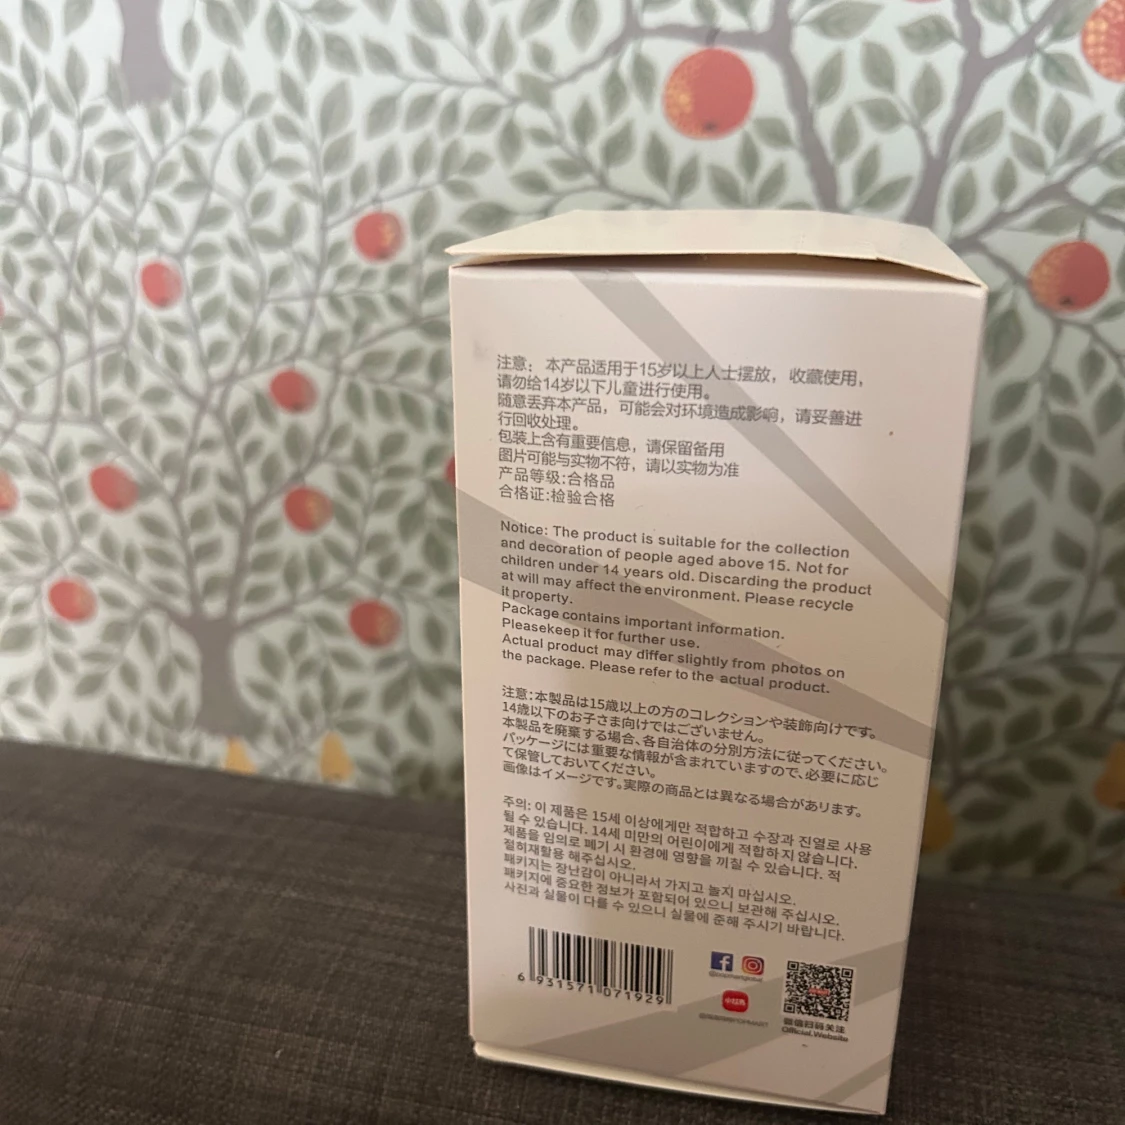 注意： 本产品适用于15岁以上人士摆放， 收藏使用，
请勿给14岁以下儿童进行使用。
随意丢弃本产品， 可能会对环境造成影响，请妥善进
行回收处理。
包装上含有重要信息，请保留备用
图片可能与实物不符，请以实物为准
产品等级:合格品
合格证:检验合格
Notice: The product is suitable for the collection
and decoration of people aged above 15. Not for
children under 14 years old. Discarding the product
at will may affect the environment. Please recycle
it property.
Package contains important information.
Pleasekeep it for further use.
Actual product may differ slightly from photos on
the package. Please refer to the actual product.
注意:本製品は15歳以上の方のコレクションや装飾向けです。
14歳以下のお子さま向けではございません。
本製品を廃棄する場合、各自治体の分別方法に従ってください。
パッケージには重要な情報が含まれていますので、必要に応じ
て保管しておいてください。
画像はイメージです。実際の商品とは異なる場合があります。
주의: 이 제품은 15세 이상에게만 적합하고 수장과 진열로 사용
될 수 있습니다. 14세 미만의 어린이에게 적합하지 않습니다.
제품을 임의로 폐기 시 환경에 영향을 끼칠 수 있습니다. 적
절히재활용 해주십시오.
패키지는 장난감이 아니라서 가지고 놀지 마십시오.
패키지에 중요한 정보가 포함되어 있으니 보관해 주십시오.
사진과 실물이 다를 수 있으니 실물에 준해 주시기 바랍니다.
6 931571 071929
小红书
微信扫码关注
Official Website